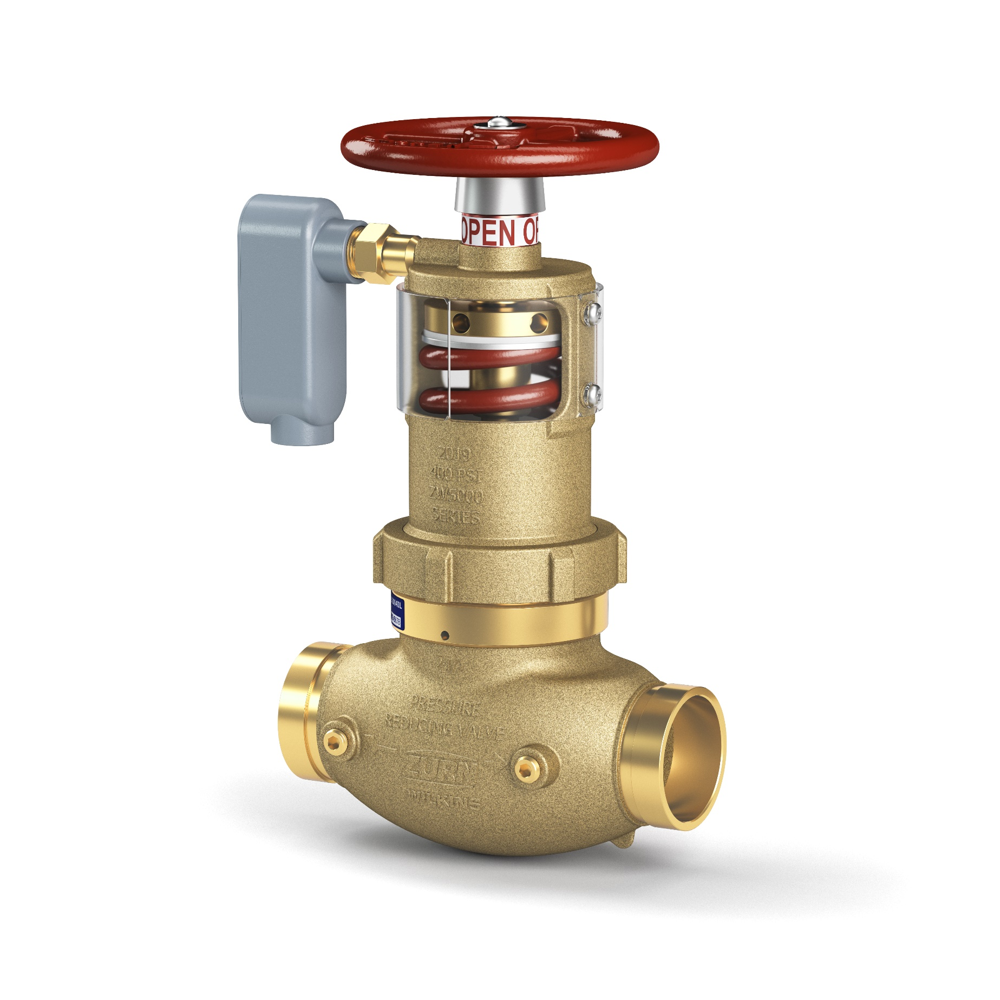 OPEN
2019
400 PSI
ZW5000
SERIES
PRESSURE
REDUCING VALVE
ZURN
WILKINS